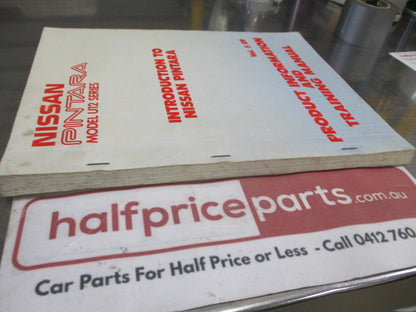 NISSAN
PINTARA
MODEL U12 SERIES
INTRODUCTION TO
NISSAN PINTARA
PRODUCT INFORMATION
AND
TRAINING MANUAL
halfpriceparts.com.au
Car Parts For Half Price or Less - Call 0412 760